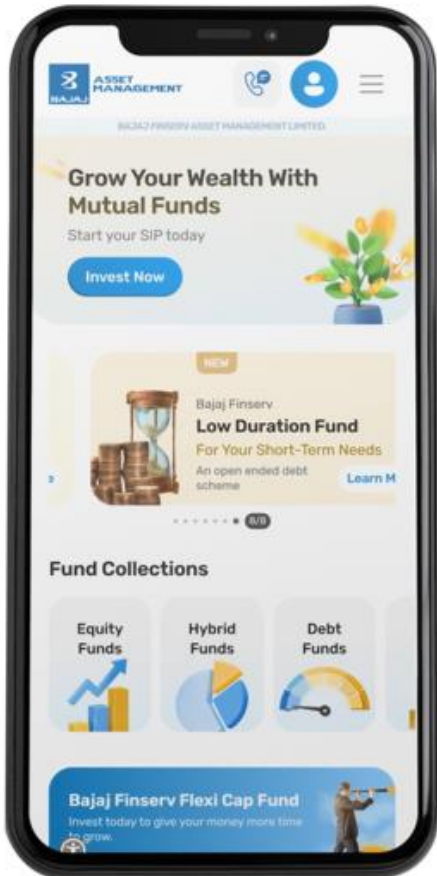 BAJAJ
ASSET
MANAGEMENT
BAJAJ FINSERV ASSET MANAGEMENT LIMITED.
Grow Your Wealth With
Mutual Funds
Start your SIP today
Invest Now
%
NEW
Bajaj Finserv
Low Duration Fund
For Your Short-Term Needs
An open ended debt
scheme
Learn M
e
8/8
Fund Collections
Equity
Funds
Hybrid
Funds
Debt
Funds
Bajaj Finserv Flexi Cap Fund
Invest today to give your money more time
to grow.